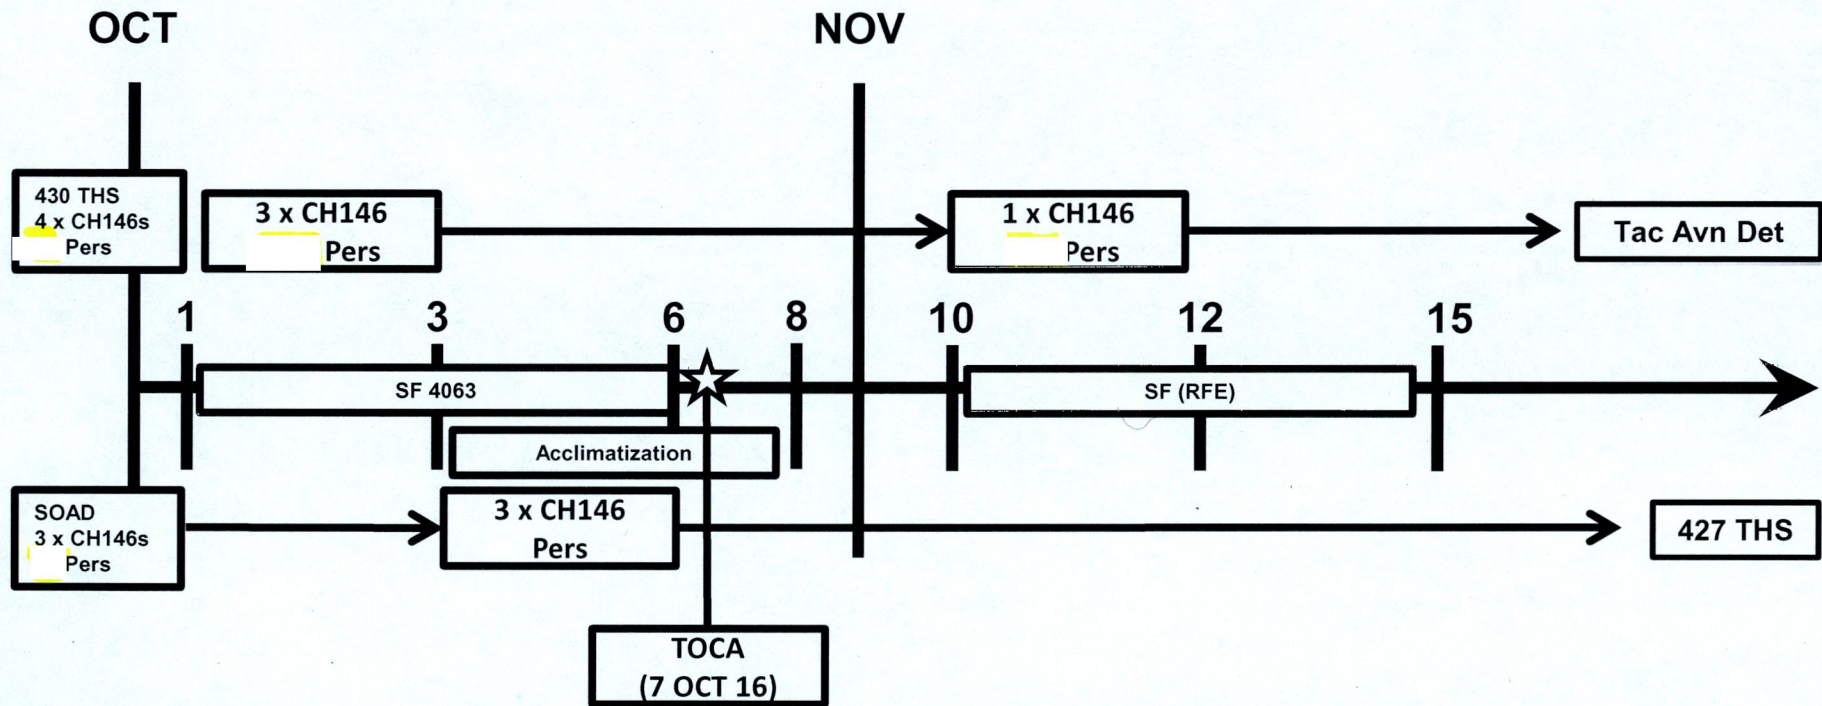 OCT
NOV
430 THS
4 x CH146s
Pers
3 x CH146
Pers
1 x CH146
Pers
Tac Avn Det
1
3
6
8
10
12
15
SF 4063
SF (RFE)
Acclimatization
SOAD
3 x CH146s
Pers
3 x CH146
Pers
427 THS
TOCA
(7 OCT 16)